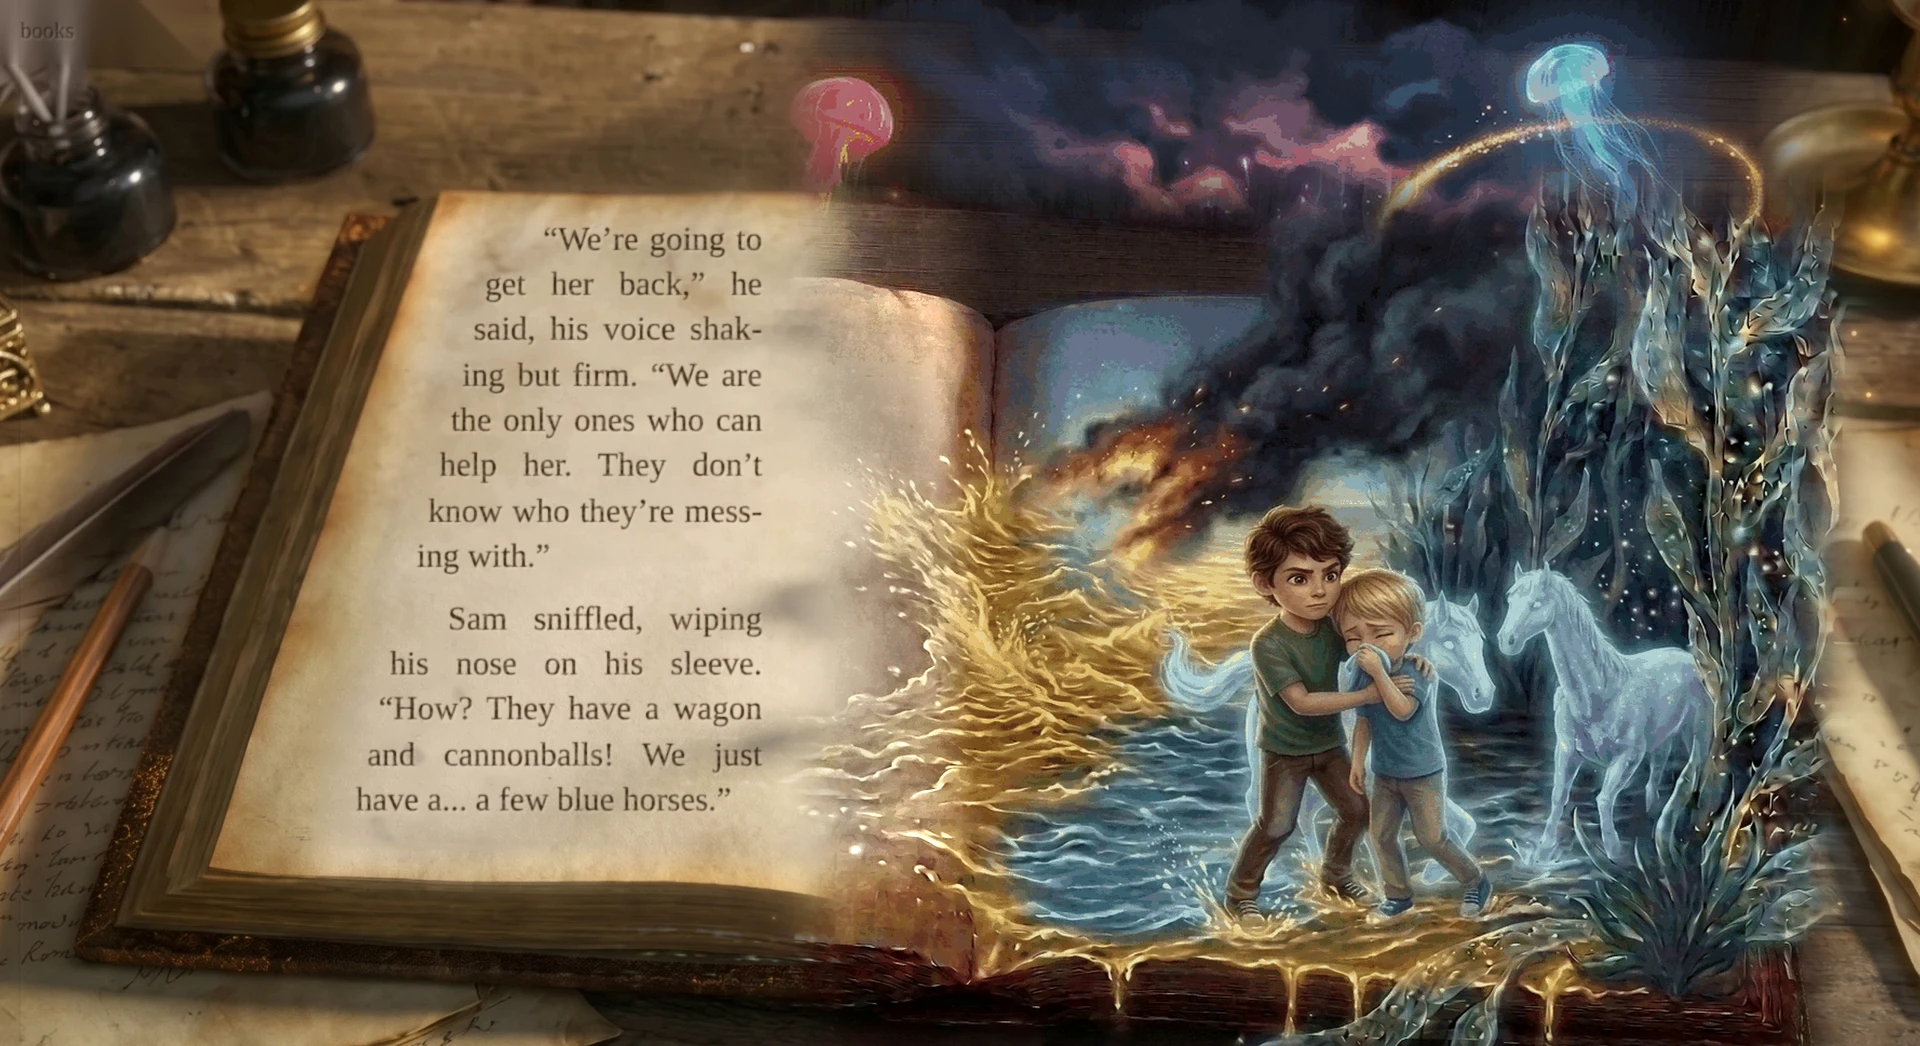 books
“We’re going to
get her back,” he
said, his voice shak-
ing but firm. “We are
the only ones who can
help her. They don’t
know who they’re mess-
ing with.”
Sam sniffled, wiping
his nose on his sleeve.
“How? They have a wagon
and cannonballs! We just
have a... a few blue horses.”